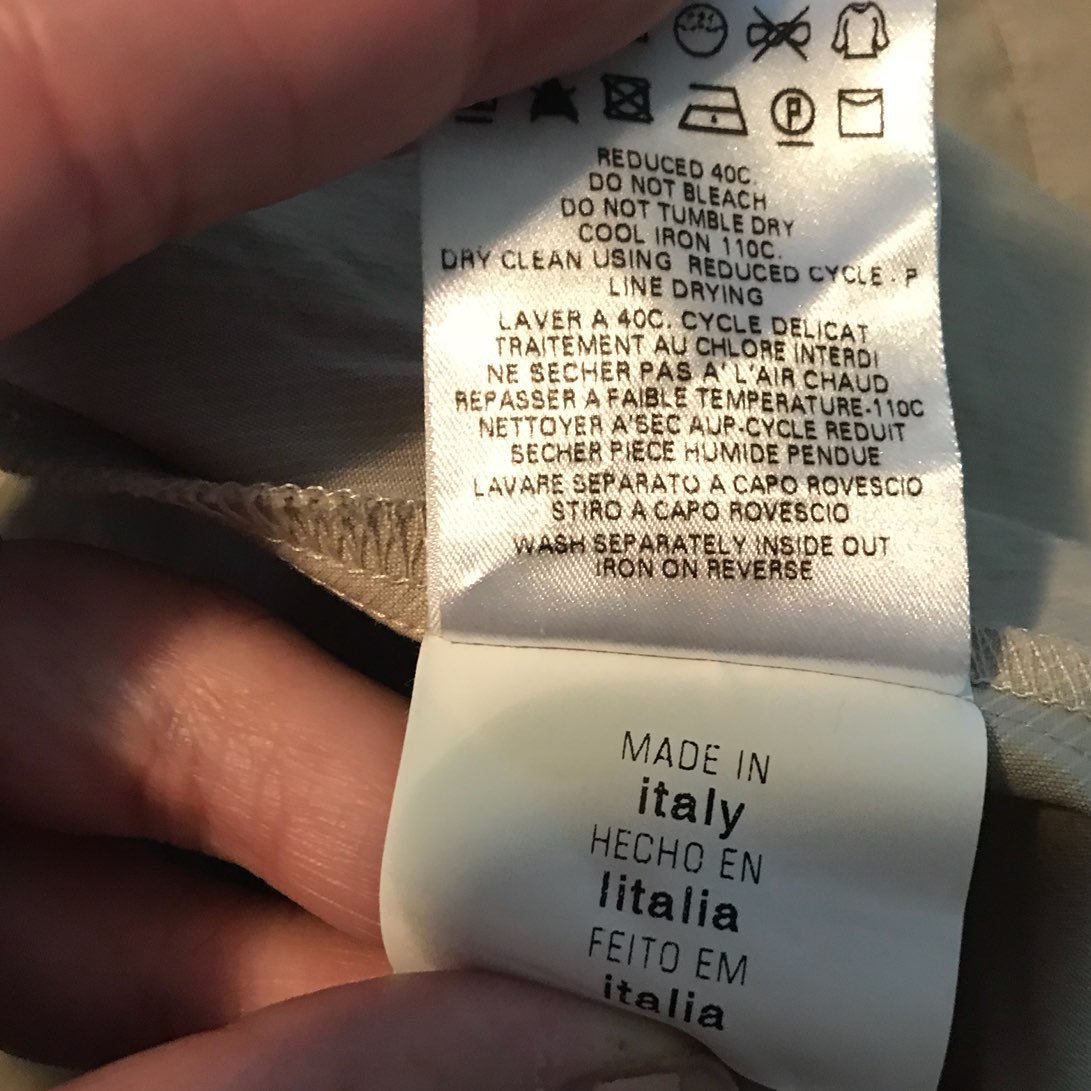 REDUCED 40C.
DO NOT BLEACH
DO NOT TUMBLE DRY
COOL IRON 110C.
DRY CLEAN USING REDUCED CYCLE - P
LINE DRYING
LAVER A 40C. CYCLE DELICAT
TRAITEMENT AU CHLORE INTERDI
NE SECHER PAS A' L'AIR CHAUD
REPASSER A FAIBLE TEMPERATURE-110C
NETTOYER A'SEC AUP-CYCLE REDUIT
SECHER PIECE HUMIDE PENDUE
LAVARE SEPARATO A CAPO ROVESCIO
STIRO A CAPO ROVESCIO
WASH SEPARATELY INSIDE OUT
IRON ON REVERSE
MADE IN
italy
HECHO EN
Iitalia
FEITO EM
italia